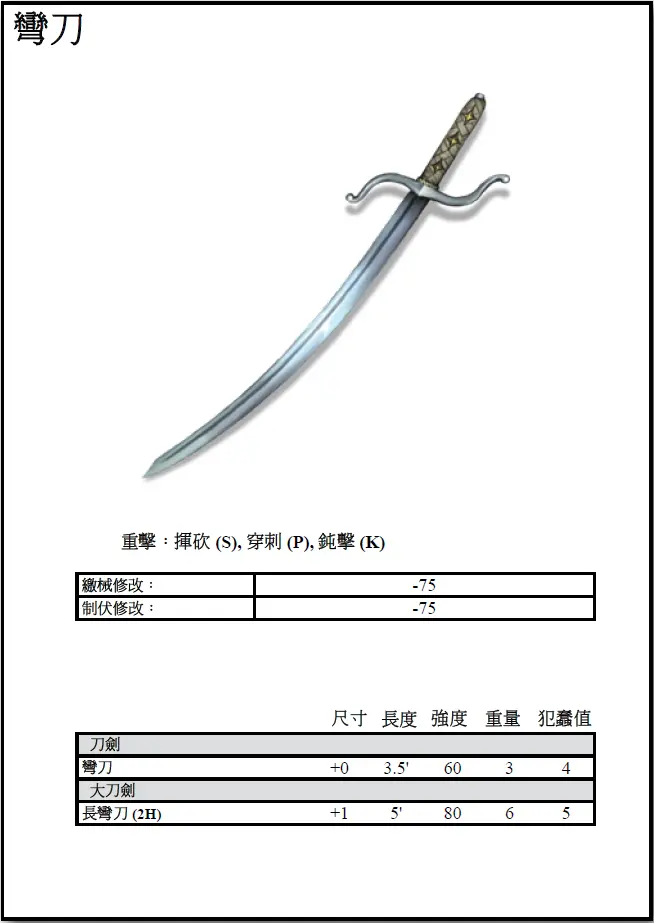 彎刀
重擊：揮砍 (S), 穿刺 (P), 鈍擊 (K)
繳械修改： -75
制伏修改： -75
尺寸 長度 強度 重量 犯蠢值
刀劍
彎刀 +0 3.5' 60 3 4
大刀劍
長彎刀 (2H) +1 5' 80 6 5